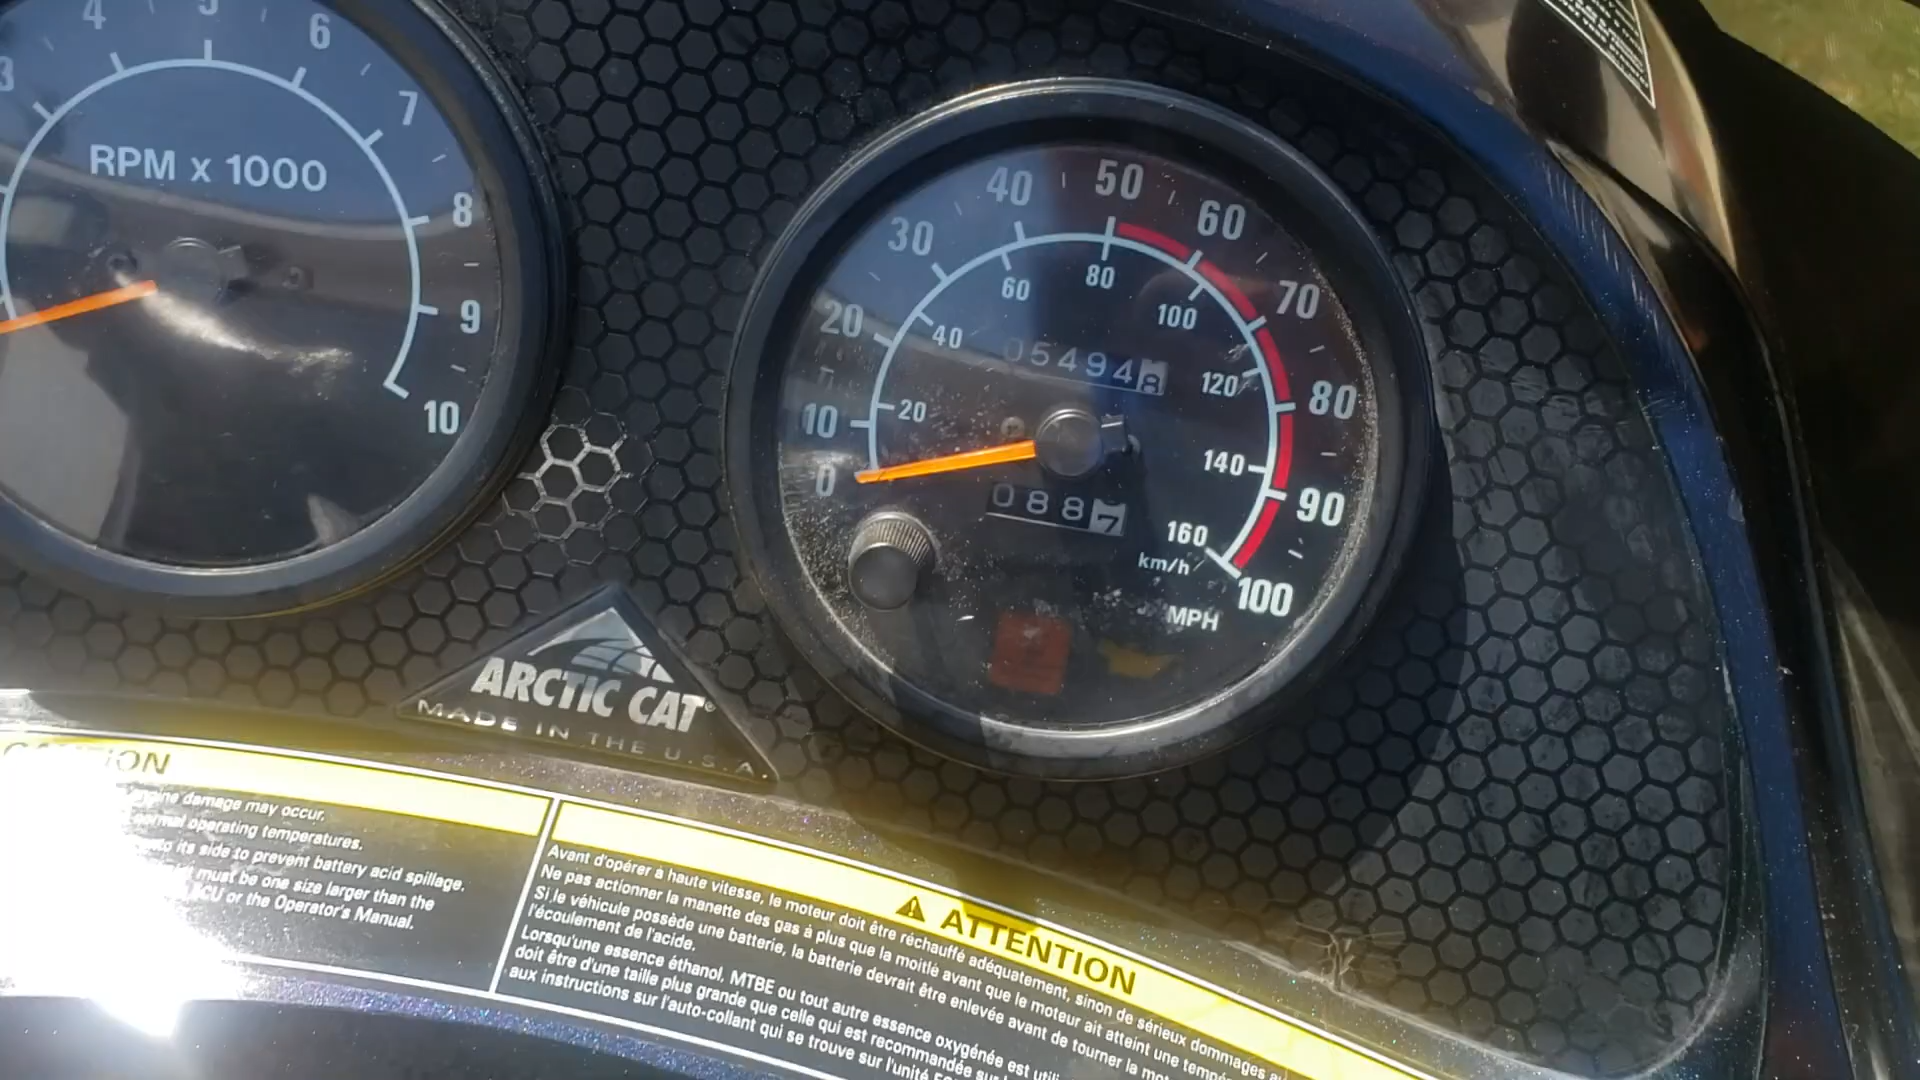 3
4
5
6
7
8
9
10
RPM x 1000
0
10
20
30
40
50
60
70
80
90
100
MPH
20
40
60
80
100
120
140
160
km/h
054948
0887
ARCTIC CAT®
MADE IN THE U.S.A.
CAUTION
engine damage may occur.
normal operating temperatures.
to its side to prevent battery acid spillage.
must be one size larger than the
or the Operator's Manual.
ATTENTION
Avant d'opérer à haute vitesse, le moteur doit être réchauffé adéquatement, sinon de sérieux dommages
Ne pas actionner la manette des gas à plus que la moitié avant que le moteur ait atteint une
Si le véhicule possède une batterie, la batterie devrait être enlevée avant de tourner la
l'écoulement de l'acide.
Lorsqu'une essence éthanol, MTBE ou tout autre essence oxygénée est
doit être d'une taille plus grande que celle qui est recommandée
aux instructions sur l'auto-collant qui se trouve sur l'unité